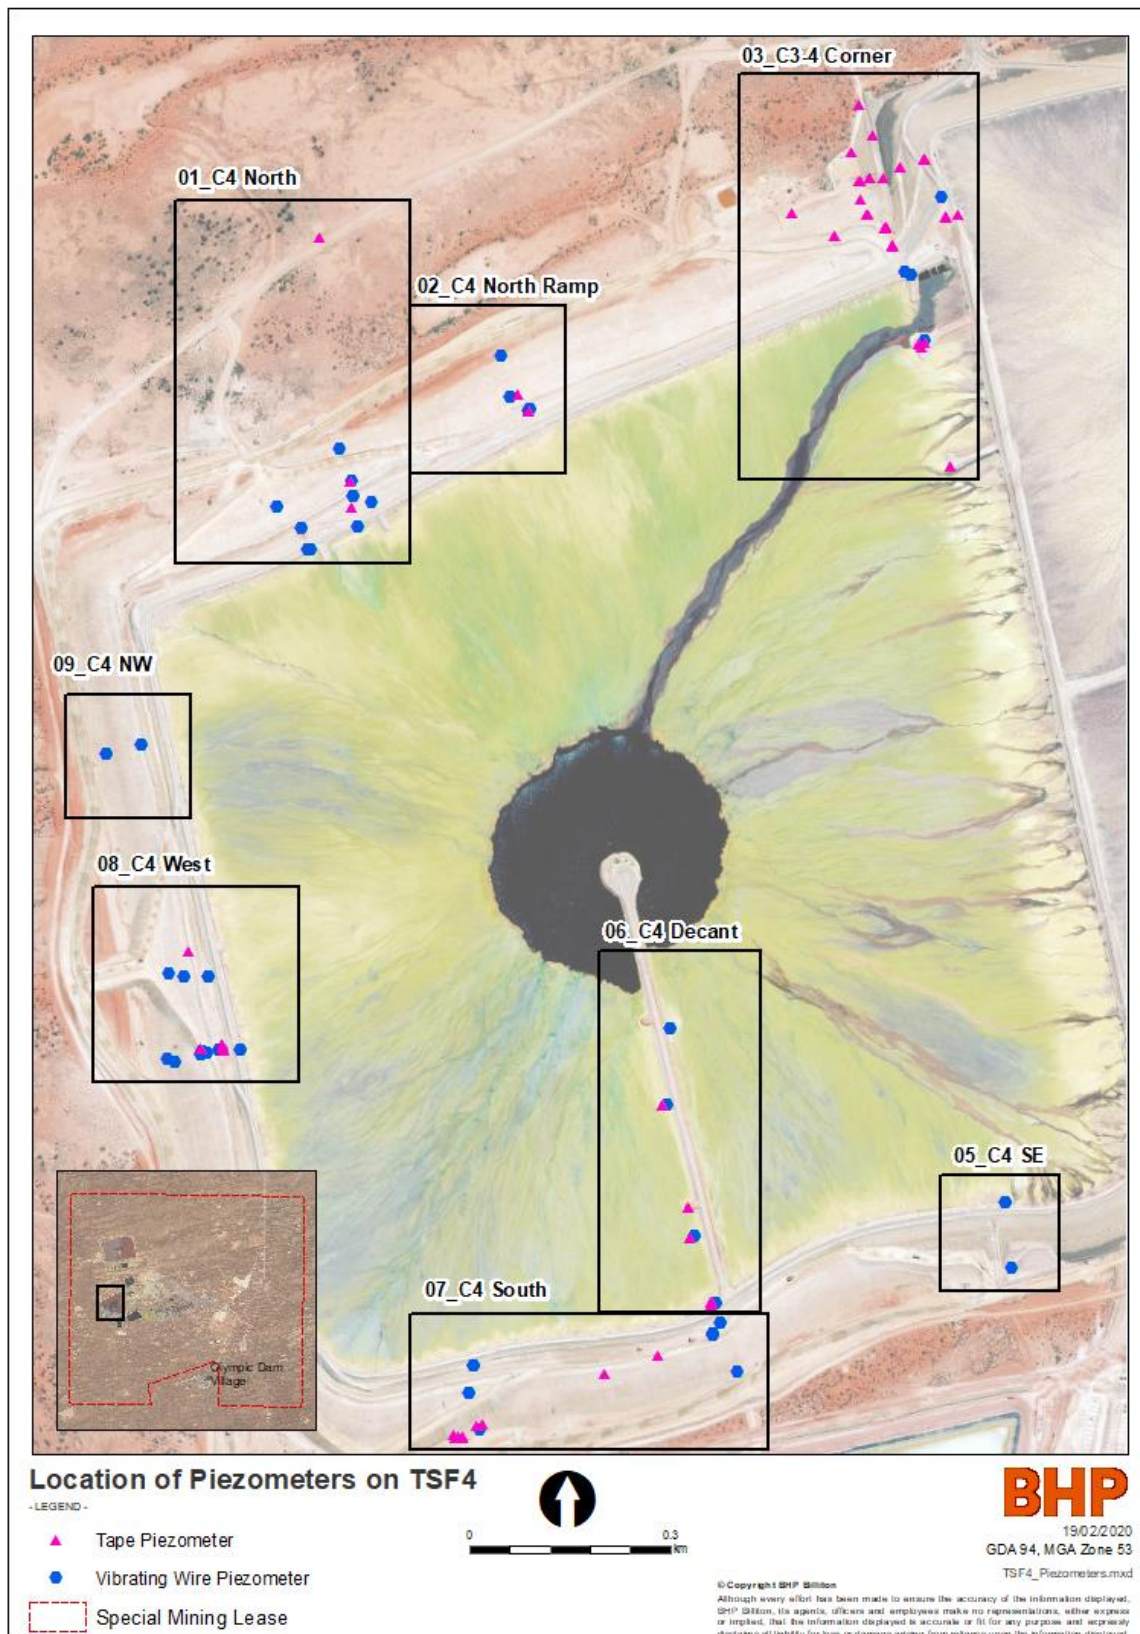 03_C3-4 Corner
01_C4 North
02_C4 North Ramp
09_C4 NW
08_C4 West
06_C4 Decant
05_C4 SE
07_C4 South
Olympic Dam
Village
Location of Piezometers on TSF4
- LEGEND -
Tape Piezometer
Vibrating Wire Piezometer
Special Mining Lease
0 0.3
km
BHP
19/02/2020
GDA 94, MGA Zone 53
TSF4_Piezometers.mxd
© Copyright BHP Billiton
Although every effort has been made to ensure the accuracy of the information displayed,
BHP Billiton, its agents, officers and employees make no representations, either express
or implied, that the information displayed is accurate or fit for any purpose and expressly